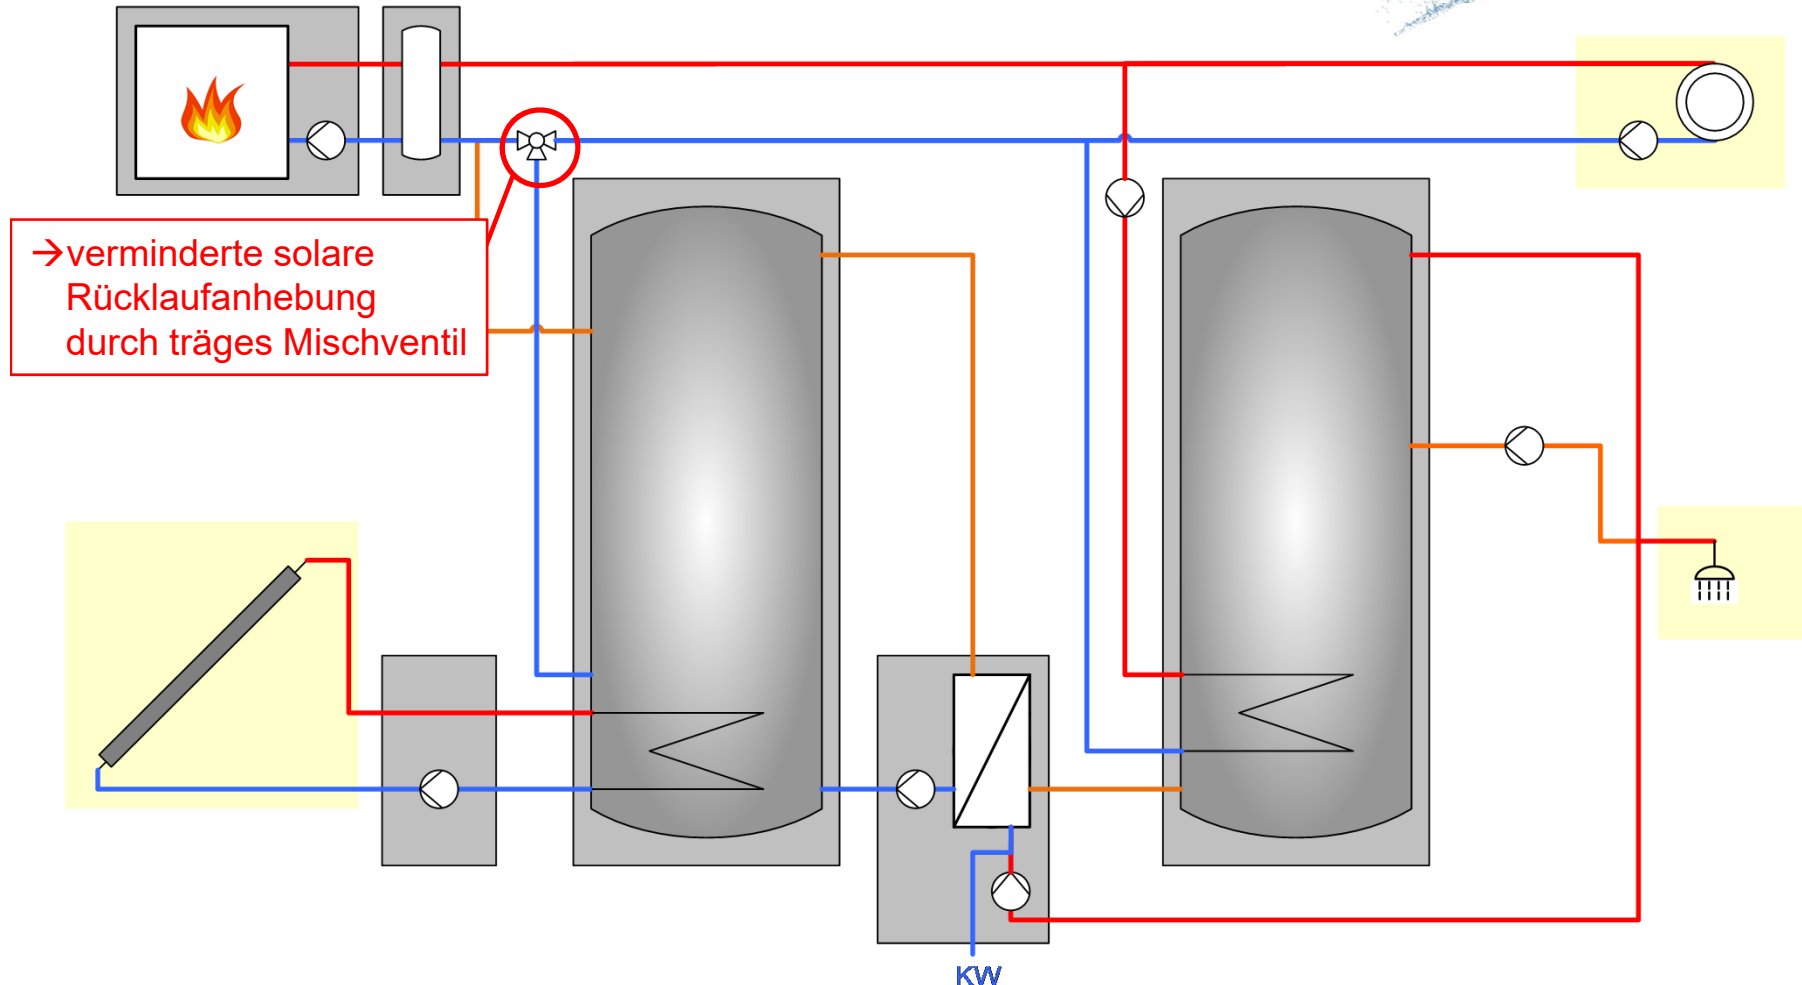 →verminderte solare
Rücklaufanhebung
durch träges Mischventil
KW